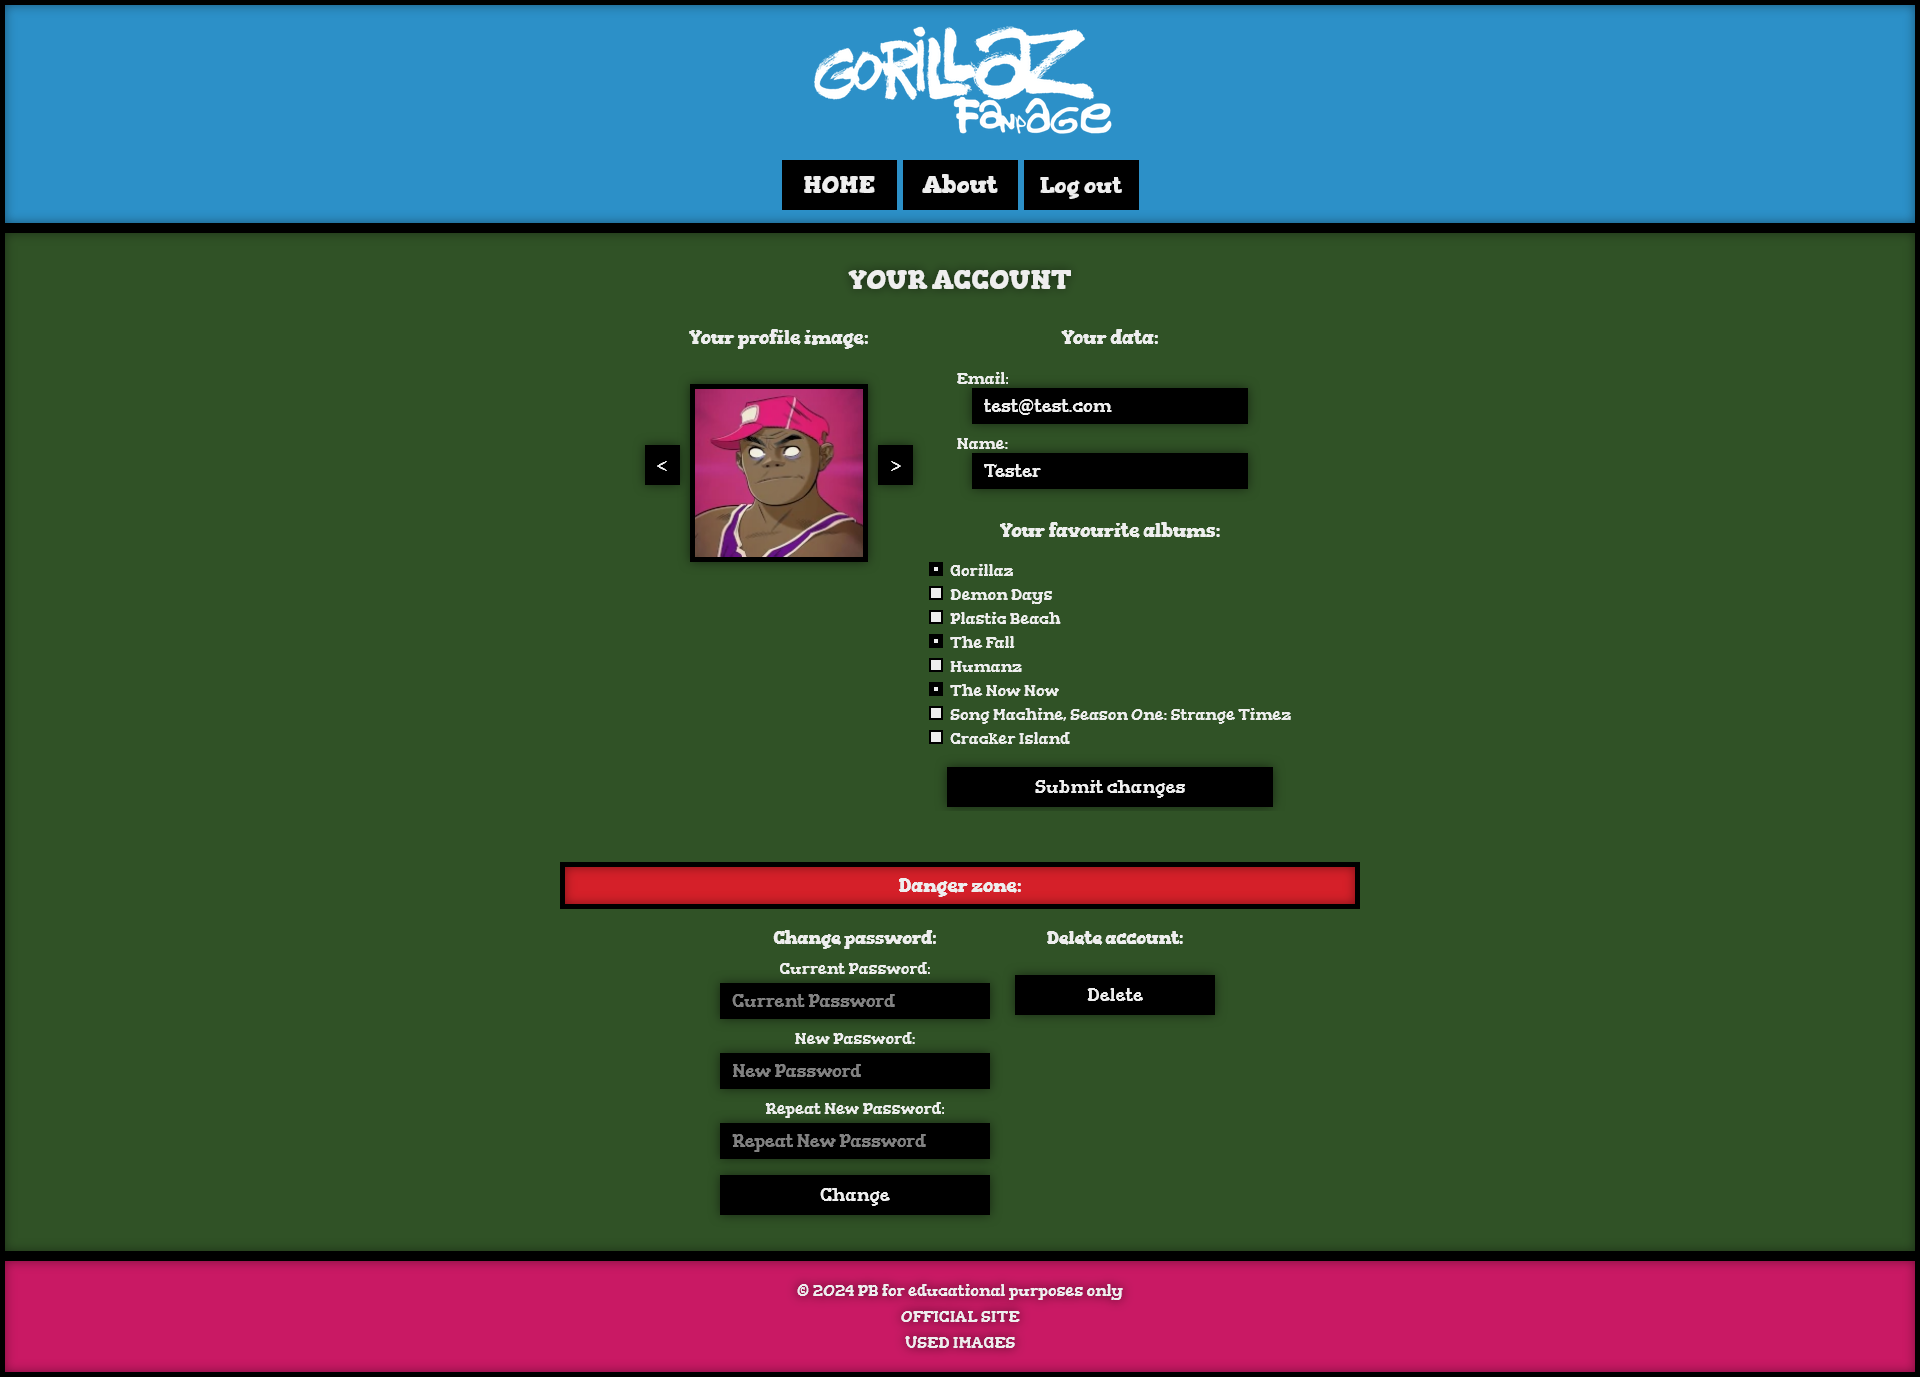 GORILLAZ
FANPAGE
HOME
About
Log out
YOUR ACCOUNT
Your profile image:
<
>
Your data:
Email:
test@test.com
Name:
Tester
Your favourite albums:
Gorillaz
Demon Days
Plastic Beach
The Fall
Humanz
The Now Now
Song Machine, Season One: Strange Timez
Cracker Island
Submit changes
Danger zone:
Change password:
Current Password:
Current Password
New Password:
New Password
Repeat New Password:
Repeat New Password
Change
Delete account:
Delete
© 2024 PB for educational purposes only
OFFICIAL SITE
USED IMAGES